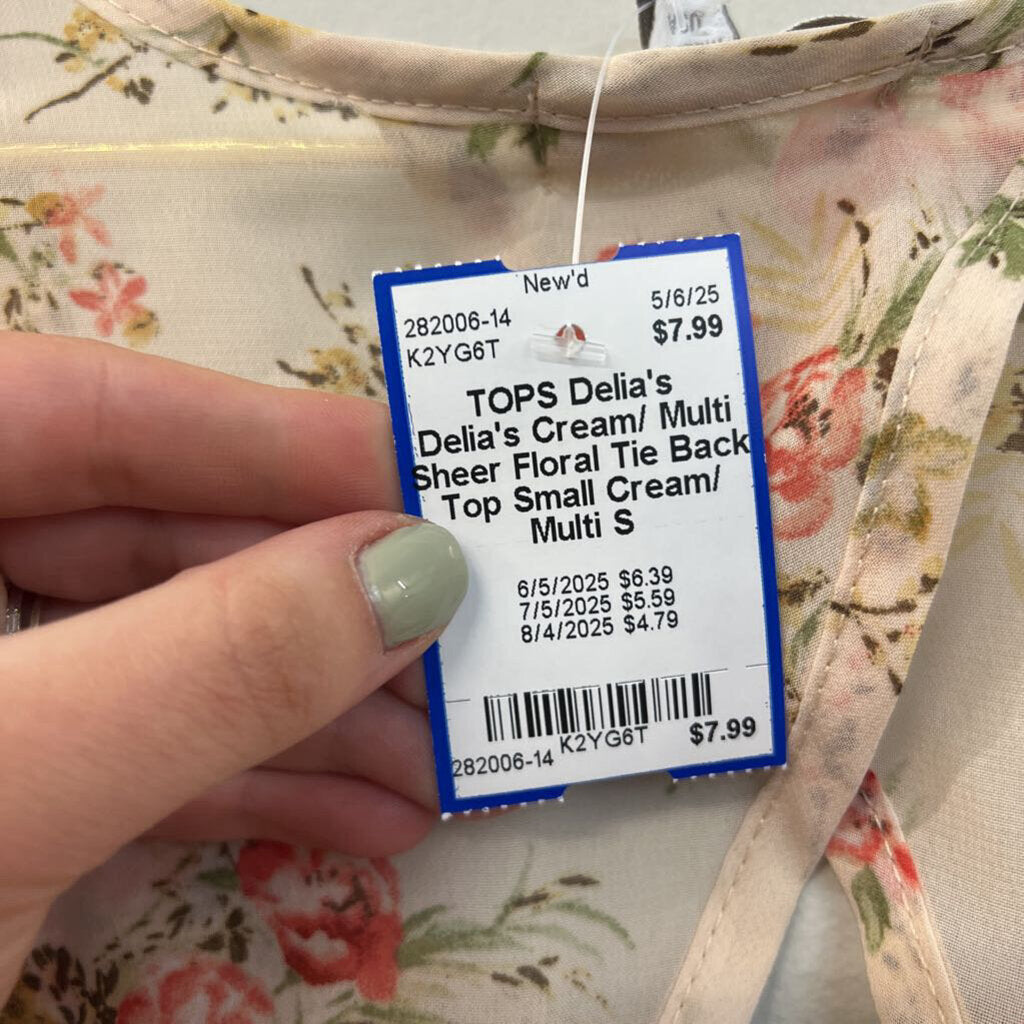 New'd
282006-14 5/6/25
K2YG6T $7.99
TOPS Delia's
Delia's Cream/ Multi
Sheer Floral Tie Back
Top Small Cream/
Multi S
6/5/2025 $6.39
7/5/2025 $5.59
8/4/2025 $4.79
282006-14 K2YG6T $7.99